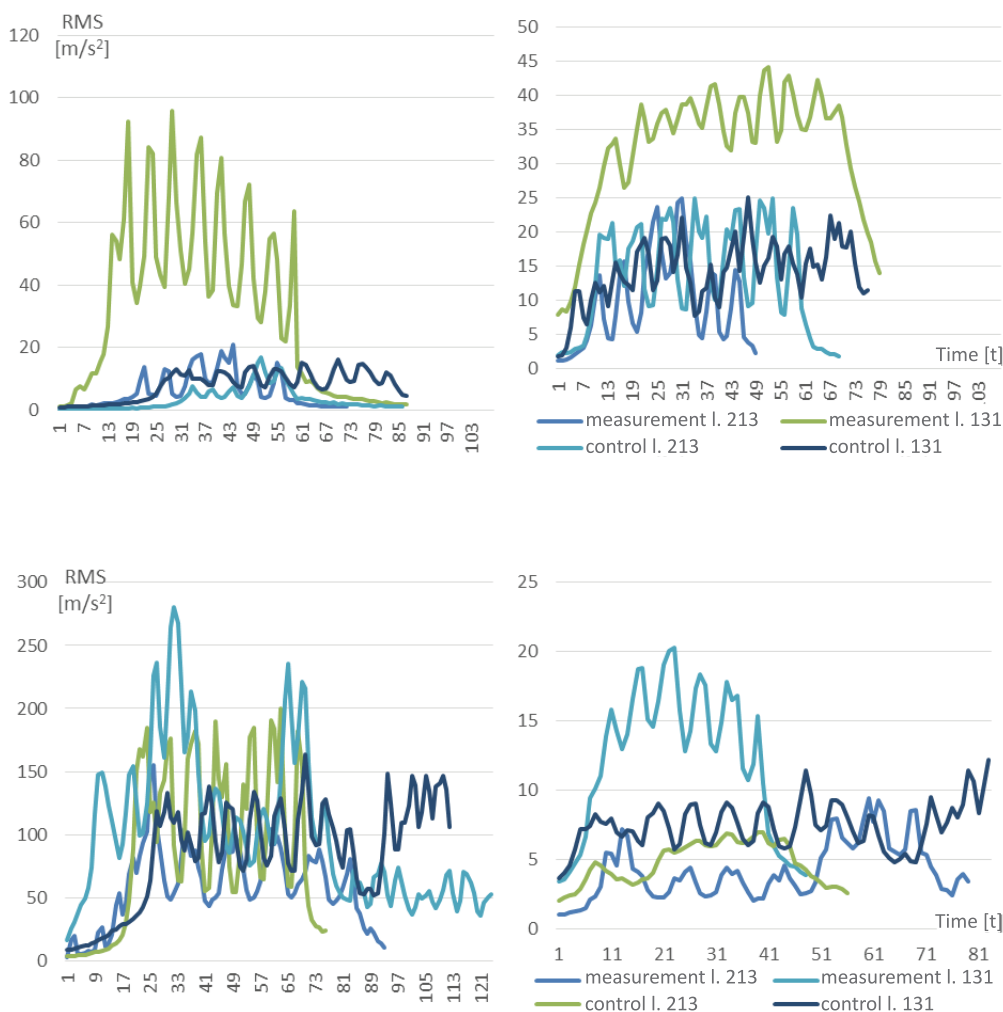 RMS
[m/s²]
120
100
80
60
40
20
0
1 7 13 19 25 31 37 43 49 55 61 67 73 79 85 91 97 103
50
45
40
35
30
25
20
15
10
5
0
Time [t]
1 7 13 19 25 31 37 43 49 55 61 67 73 79 85 91 97 03
measurement l. 213 measurement l. 131
control l. 213 control l. 131
RMS
[m/s²]
300
250
200
150
100
50
0
1 9 17 25 33 41 49 57 65 73 81 89 97 105 113 121
25
20
15
10
5
0
Time [t]
1 11 21 31 41 51 61 71 81
measurement l. 213 measurement l. 131
control l. 213 control l. 131